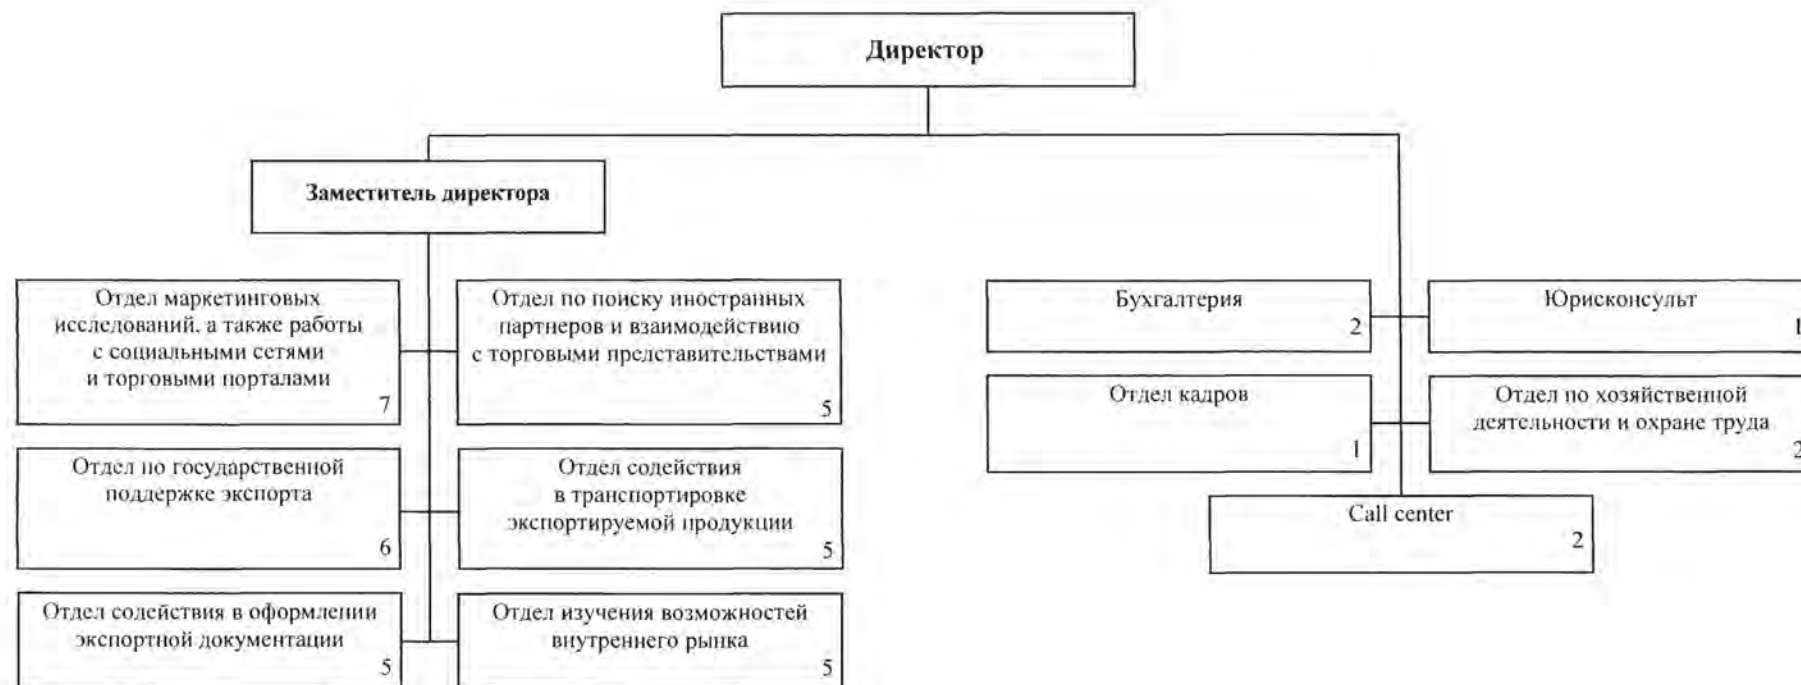 Директор
Заместитель директора
Отдел маркетинговых
исследований, а также работы
с социальными сетями
и торговыми порталами
7
Отдел по поиску иностранных
партнеров и взаимодействию
с торговыми представительствами
5
Отдел по государственной
поддержке экспорта
6
Отдел содействия
в транспортировке
экспортируемой продукции
5
Отдел содействия в оформлении
экспортной документации
5
Отдел изучения возможностей
внутреннего рынка
5
Бухгалтерия
2
Юрисконсульт
1
Отдел кадров
1
Отдел по хозяйственной
деятельности и охране труда
2
Call center
2